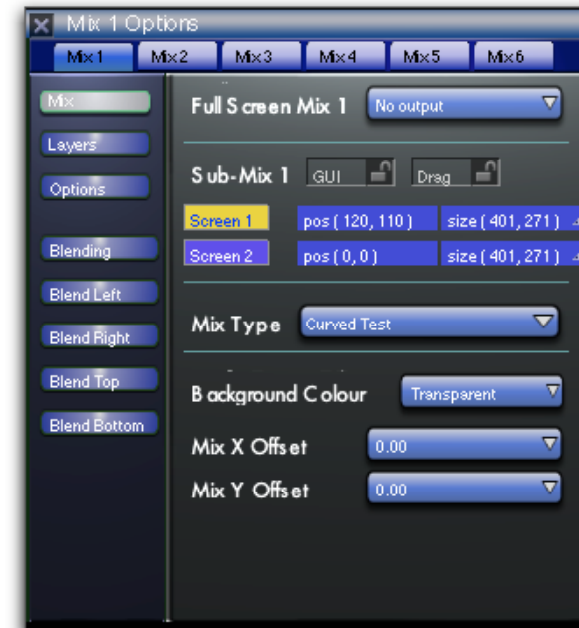 Mix 1 Options
Mix1 Mix2 Mix3 Mix4 Mix5 Mix6
Mix
Layers
Options
Blending
Blend Left
Blend Right
Blend Top
Blend Bottom
Full Screen Mix 1 No output
Sub-Mix 1 GUI Drag
Screen 1 pos ( 120, 110 ) size ( 401, 271 )
Screen 2 pos ( 0, 0 ) size ( 401, 271 )
Mix Type Curved Test
Background Colour Transparent
Mix X Offset 0.00
Mix Y Offset 0.00